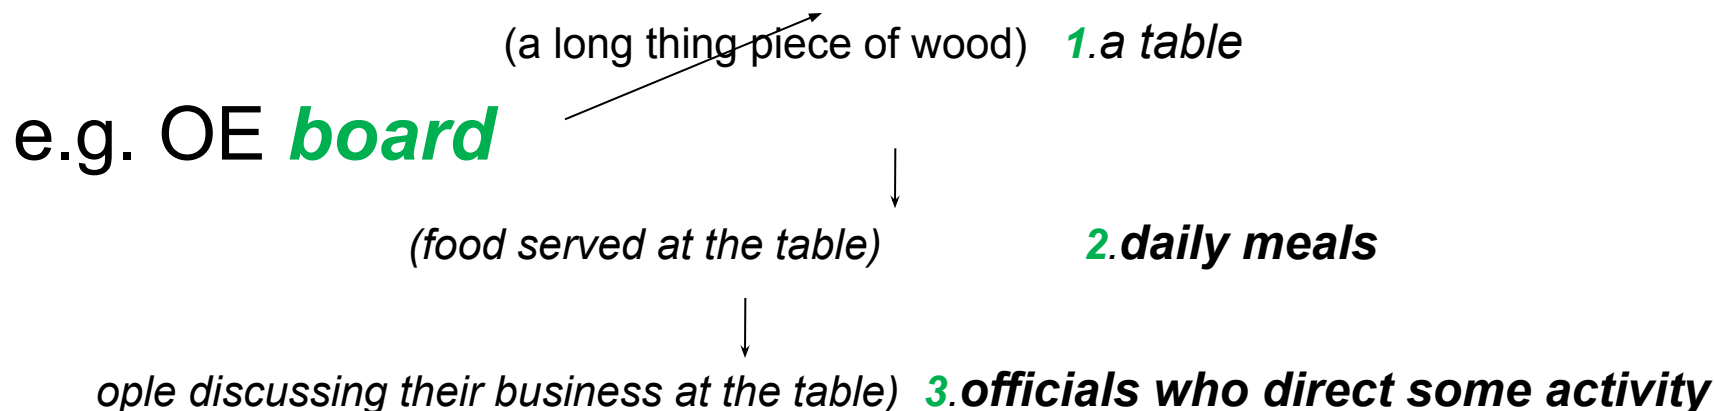 (a long thing piece of wood) 1.a table
e.g. OE board
(food served at the table) 2.daily meals
ople discussing their business at the table) 3.officials who direct some activity